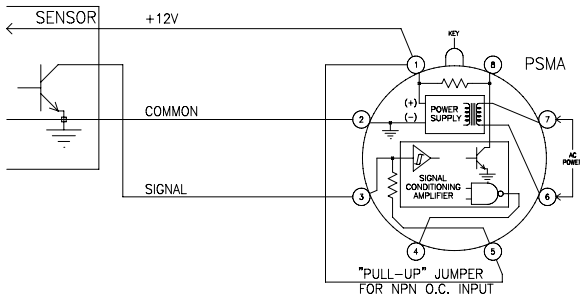 SENSOR
+12V
KEY
1
8
PSMA
(+)
(-)
POWER
SUPPLY
COMMON
2
7
AC
POWER
SIGNAL
CONDITIONING
AMPLIFIER
SIGNAL
3
6
4
5
"PULL-UP" JUMPER
FOR NPN O.C. INPUT